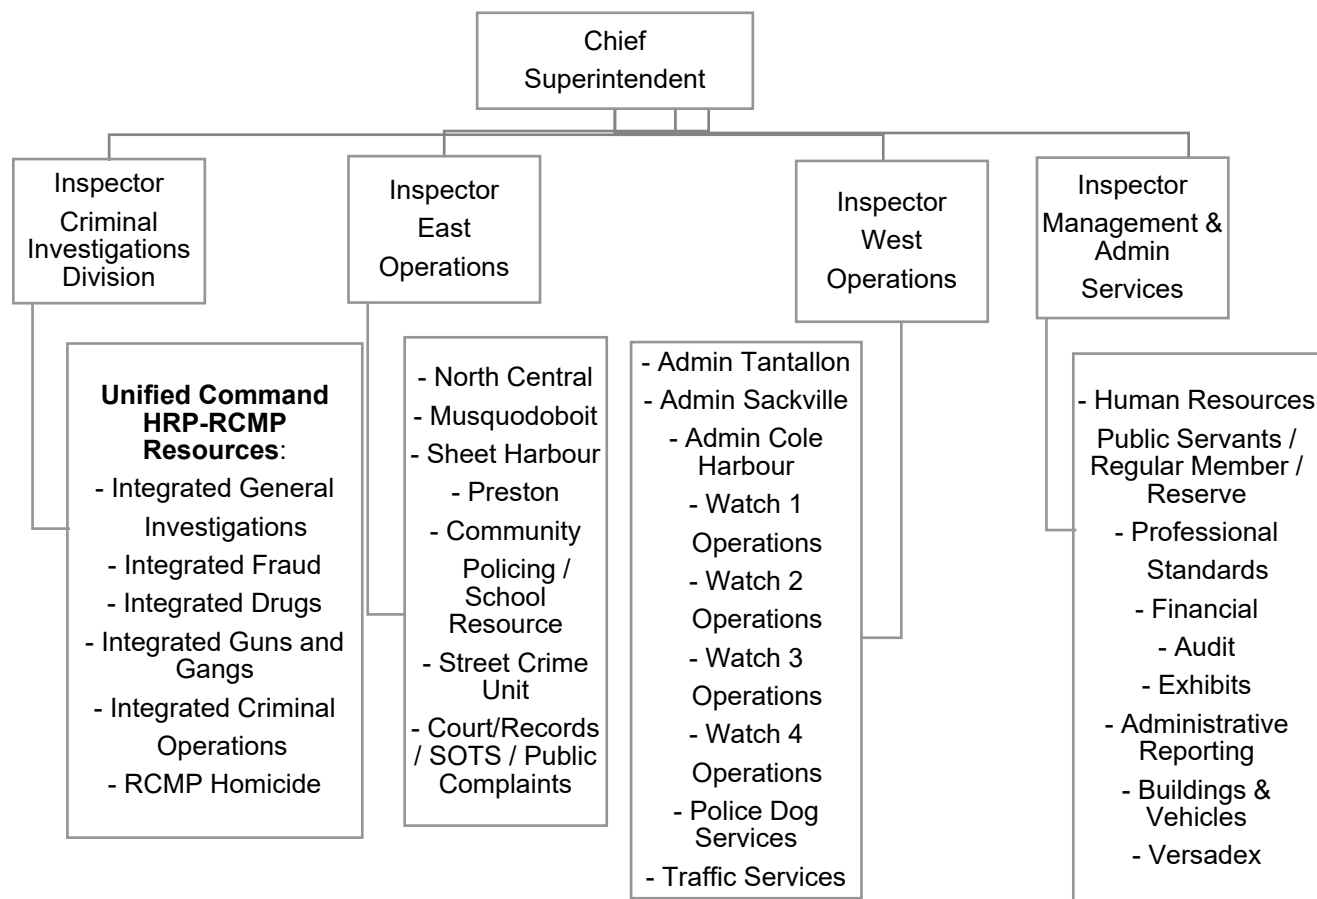 Chief
Superintendent
Inspector
Criminal
Investigations
Division
Inspector
East
Operations
Inspector
West
Operations
Inspector
Management &
Admin
Services
Unified Command
HRP-RCMP
Resources:
- Integrated General
Investigations
- Integrated Fraud
- Integrated Drugs
- Integrated Guns and
Gangs
- Integrated Criminal
Operations
- RCMP Homicide
- North Central
- Musquodoboit
- Sheet Harbour
- Preston
- Community
Policing /
School
Resource
- Street Crime
Unit
- Court/Records
/ SOTS / Public
Complaints
- Admin Tantallon
- Admin Sackville
- Admin Cole
Harbour
- Watch 1
Operations
- Watch 2
Operations
- Watch 3
Operations
- Watch 4
Operations
- Police Dog
Services
- Traffic Services
- Human Resources
Public Servants /
Regular Member /
Reserve
- Professional
Standards
- Financial
- Audit
- Exhibits
- Administrative
Reporting
- Buildings &
Vehicles
- Versadex